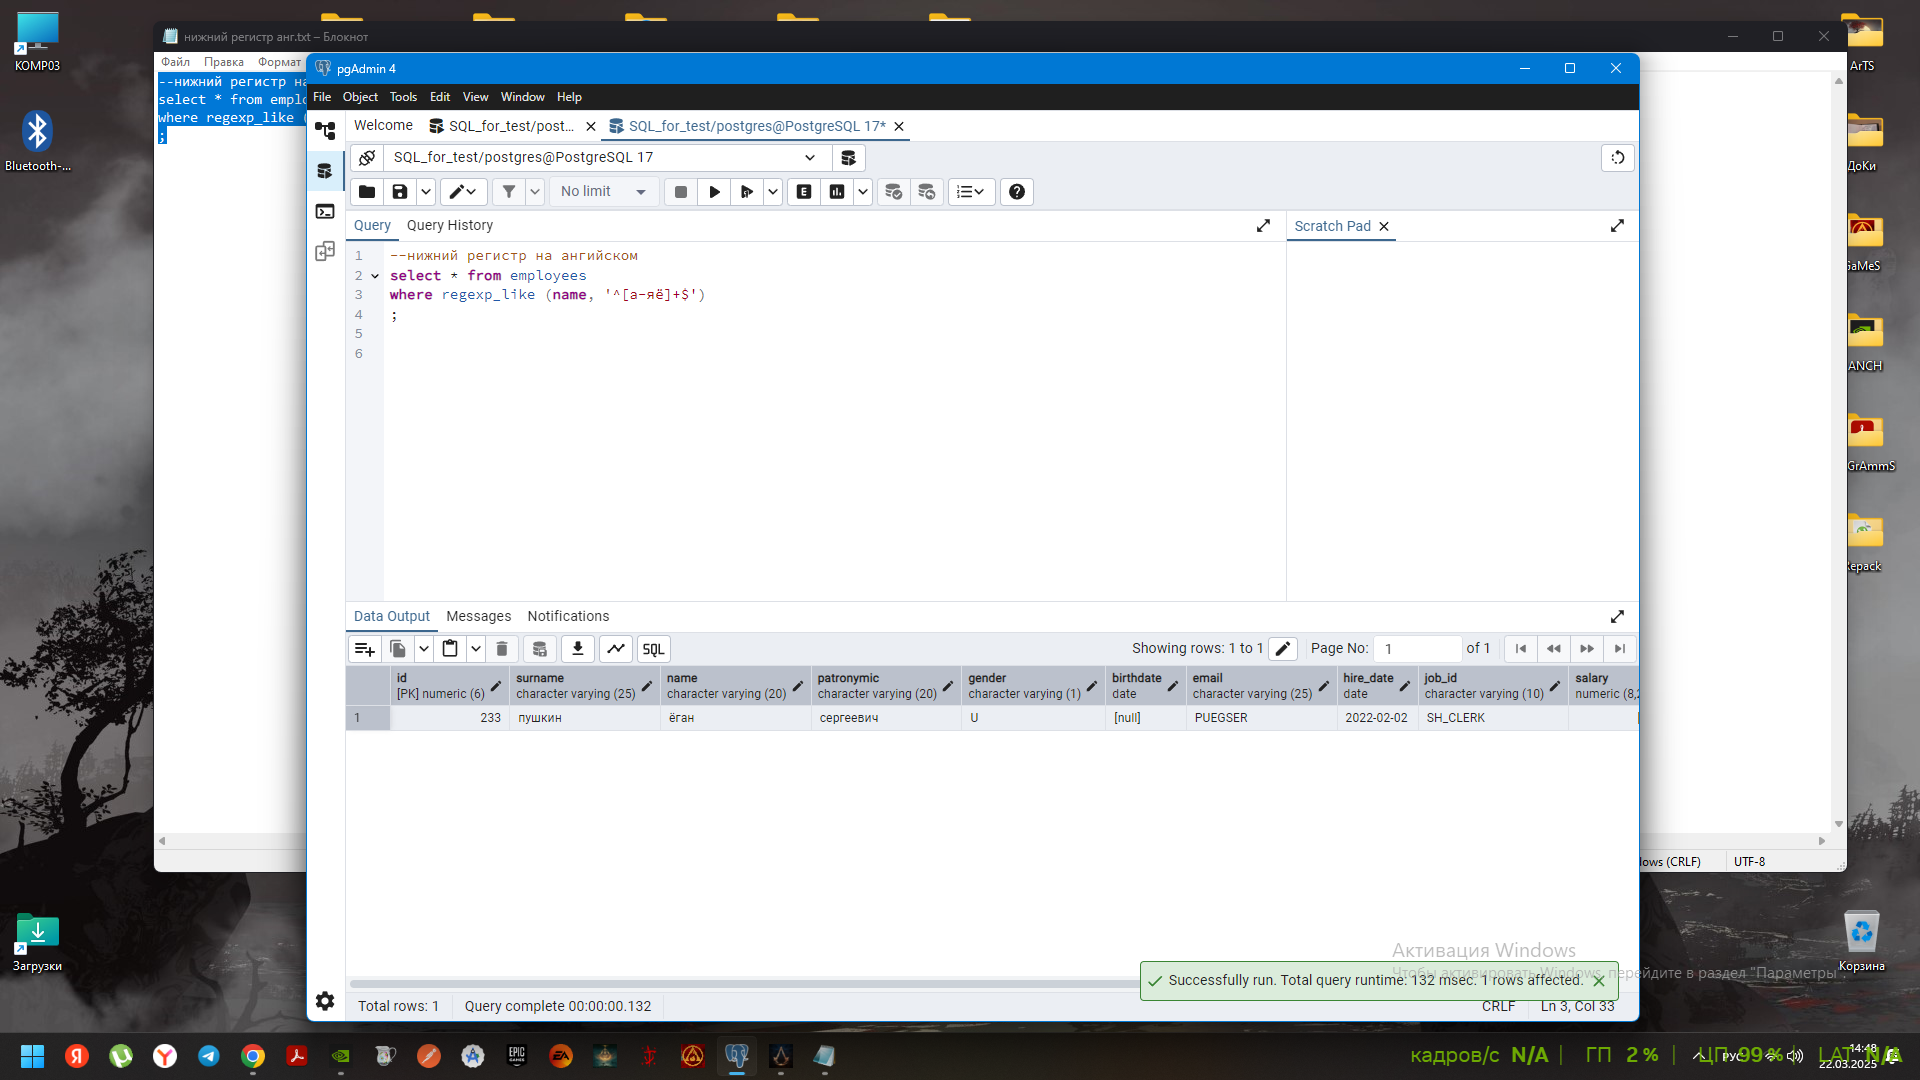 KOMP03
Bluetooth-...
Загрузки
нижний регистр анг.txt – Блокнот
Файл Правка Формат
--нижний регистр на
select * from emplo
where regexp_like (
;
pgAdmin 4
File Object Tools Edit View Window Help
Welcome SQL_for_test/post... SQL_for_test/postgres@PostgreSQL 17*
SQL_for_test/postgres@PostgreSQL 17
No limit
Query Query History
Scratch Pad
1 --нижний регистр на ангийском
2 select * from employees
3 where regexp_like (name, '^[а-яё]+$')
4 ;
5
6
Data Output Messages Notifications
SQL
Showing rows: 1 to 1 Page No: 1 of 1
id surname name patronymic gender birthdate email hire_date job_id salary
[PK] numeric (6) character varying (25) character varying (20) character varying (20) character varying (1) date character varying (25) date character varying (10) numeric (8,2
1 233 пушкин ёган сергеевич U [null] PUEGSER 2022-02-02 SH_CLERK
Активация Windows
Чтобы активировать Windows, перейдите в раздел "Параметры".
Successfully run. Total query runtime: 132 msec. 1 rows affected.
Total rows: 1 Query complete 00:00:00.132 CRLF Ln 3, Col 33
lows (CRLF) UTF-8
ArTS
ДоКи
GaMeS
ANCH
GrAmmS
Repack
Корзина
EPIC
GAMES
EA
кадров/с N/A ГП 2 % ЦП 99 % LAT N/A
РУС
14:48
22.03.2025